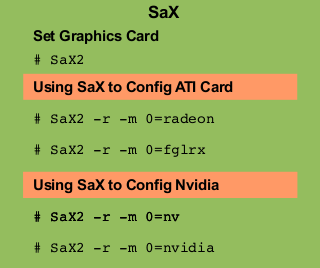 SaX
Set Graphics Card
# SaX2
Using SaX to Config ATI Card
# SaX2 -r -m 0=radeon
# SaX2 -r -m 0=fglrx
Using SaX to Config Nvidia
# SaX2 -r -m 0=nv
# SaX2 -r -m 0=nvidia